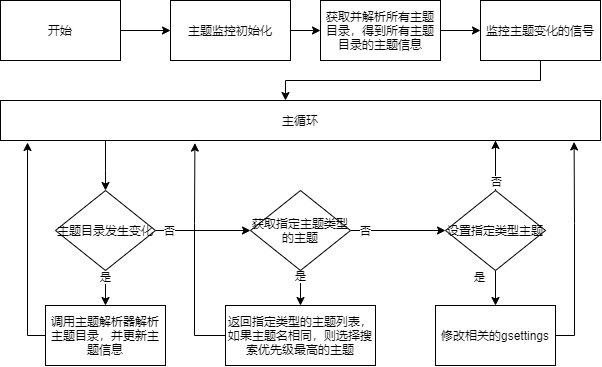 开始
主题监控初始化
获取并解析所有主题
目录，得到所有主题
目录的主题信息
监控主题变化的信号
主循环
主题目录发生变化
否
获取指定主题类型
的主题
否
设置指定类型主题
否
是
是
是
调用主题解析器解析
主题目录，并更新主
题信息
返回指定类型的主题列表，
如果主题名相同，则选择搜
索优先级最高的主题
修改相关的gsettings